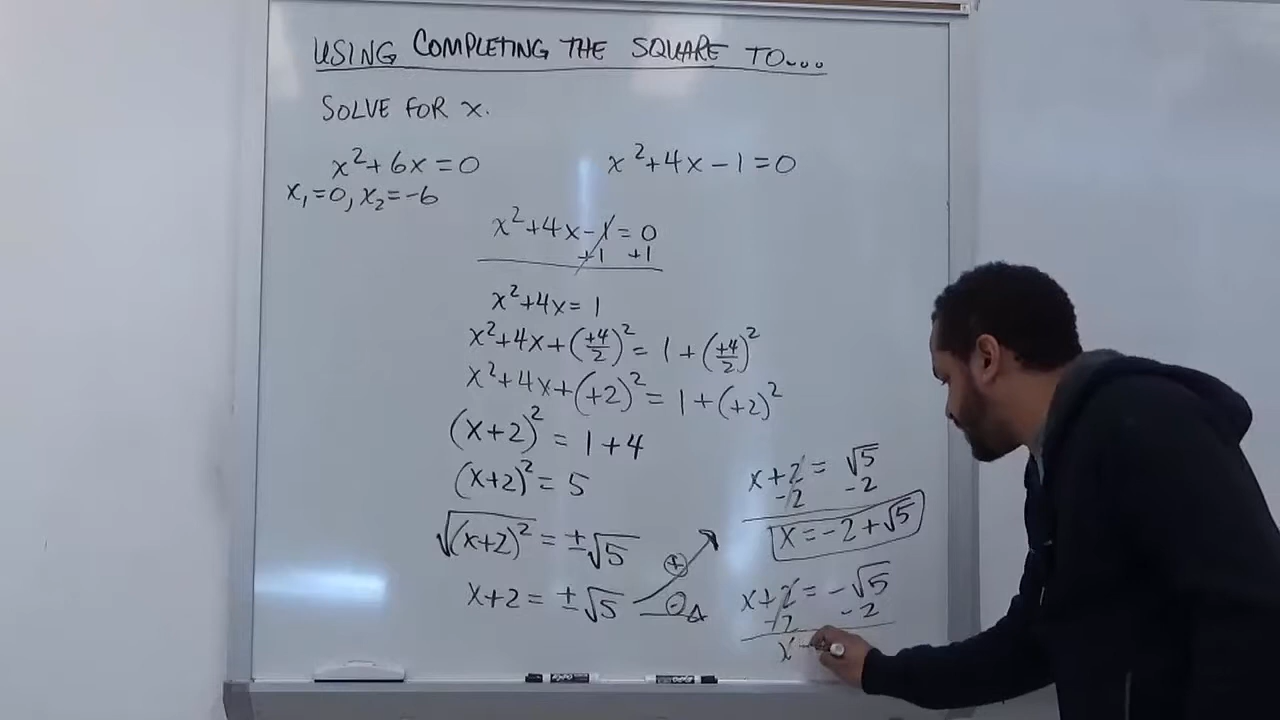 USING COMPLETING THE SQUARE TO...
SOLVE FOR x.
x²+6x=0
x₁=0, x₂=-6
x²+4x-1=0
x²+4x-1=0
+1 +1
x²+4x=1
x²+4x+(+4/2)²=1+(+4/2)²
x²+4x+(+2)²=1+(+2)²
(x+2)²=1+4
(x+2)²=5
√(x+2)²=±√5
x+2=±√5
+
-
x+2=√5
-2 -2
x=-2+√5
x+2=-√5
-2 -2
x
EXPO